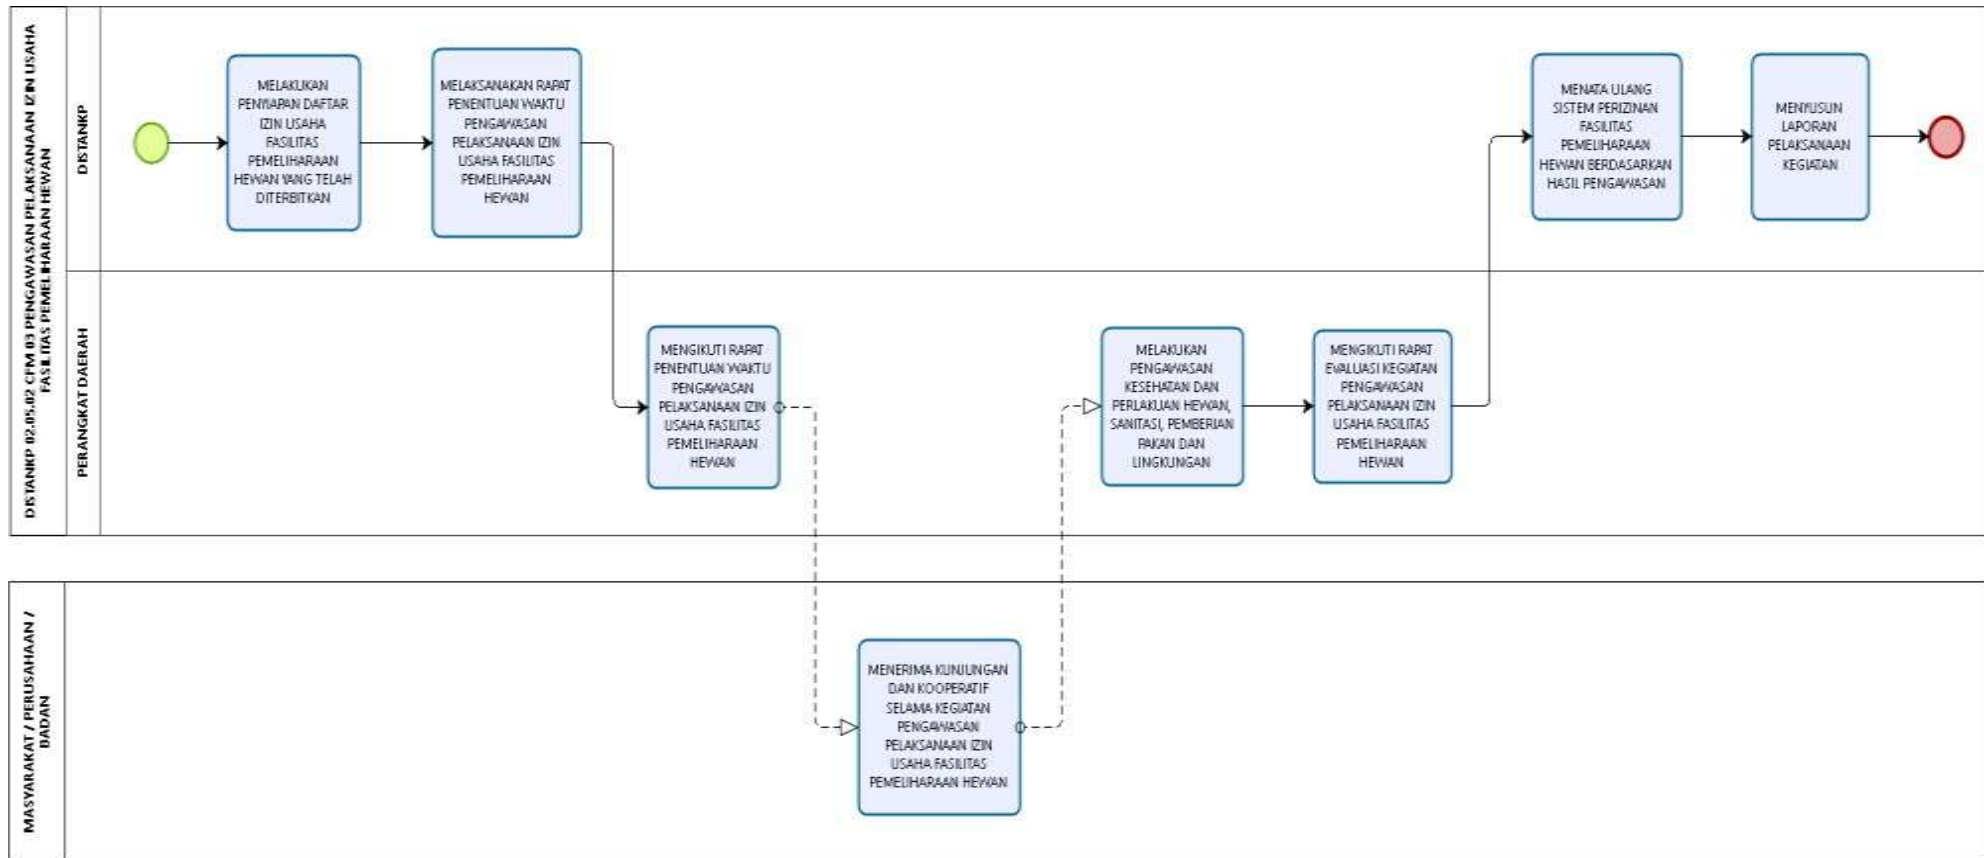 DISTANKP 02.05.02 CFM 03 PENGAWASAN PELAKSANAAN IZIN USAHA
FASILITAS PEMELIHARAAN HEWAN
DISTANKP
MELAKUKAN
PENYIAPAN DAFTAR
IZIN USAHA
FASILITAS
PEMELIHARAAN
HEWAN YANG TELAH
DITERBITKAN
MELAKSANAKAN RAPAT
PENENTUAN WAKTU
PENGAWASAN
PELAKSANAAN IZIN
USAHA FASILITAS
PEMELIHARAAN
HEWAN
MENATA ULANG
SISTEM PERIZINAN
FASILITAS
PEMELIHARAAN
HEWAN BERDASARKAN
HASIL PENGAWASAN
MENYUSUN
LAPORAN
PELAKSANAAN
KEGIATAN
PERANGKAT DAERAH
MENGIKUTI RAPAT
PENENTUAN WAKTU
PENGAWASAN
PELAKSANAAN IZIN
USAHA FASILITAS
PEMELIHARAAN
HEWAN
MELAKUKAN
PENGAWASAN
KESEHATAN DAN
PERLAKUAN HEWAN,
SANITASI, PEMBERIAN
PAKAN DAN
LINGKUNGAN
MENGIKUTI RAPAT
EVALUASI KEGIATAN
PENGAWASAN
PELAKSANAAN IZIN
USAHA FASILITAS
PEMELIHARAAN
HEWAN
MASYARAKAT / PERUSAHAAN /
BADAN
MENERIMA KUNJUNGAN
DAN KOOPERATIF
SELAMA KEGIATAN
PENGAWASAN
PELAKSANAAN IZIN
USAHA FASILITAS
PEMELIHARAAN HEWAN